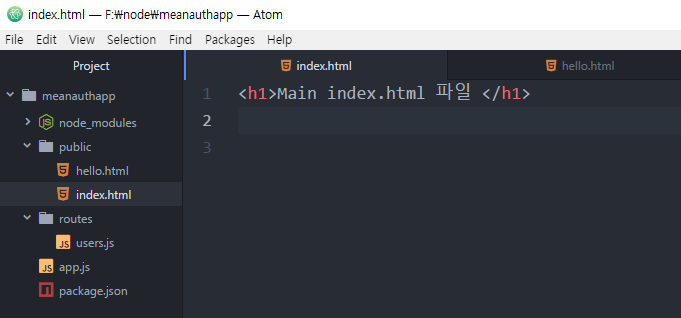 index.html — F:₩node₩meanauthapp — Atom
File Edit View Selection Find Packages Help
Project
index.html
hello.html
meanauthapp
node_modules
public
hello.html
index.html
routes
users.js
app.js
package.json
1 <h1>Main index.html 파일 </h1>
2
3